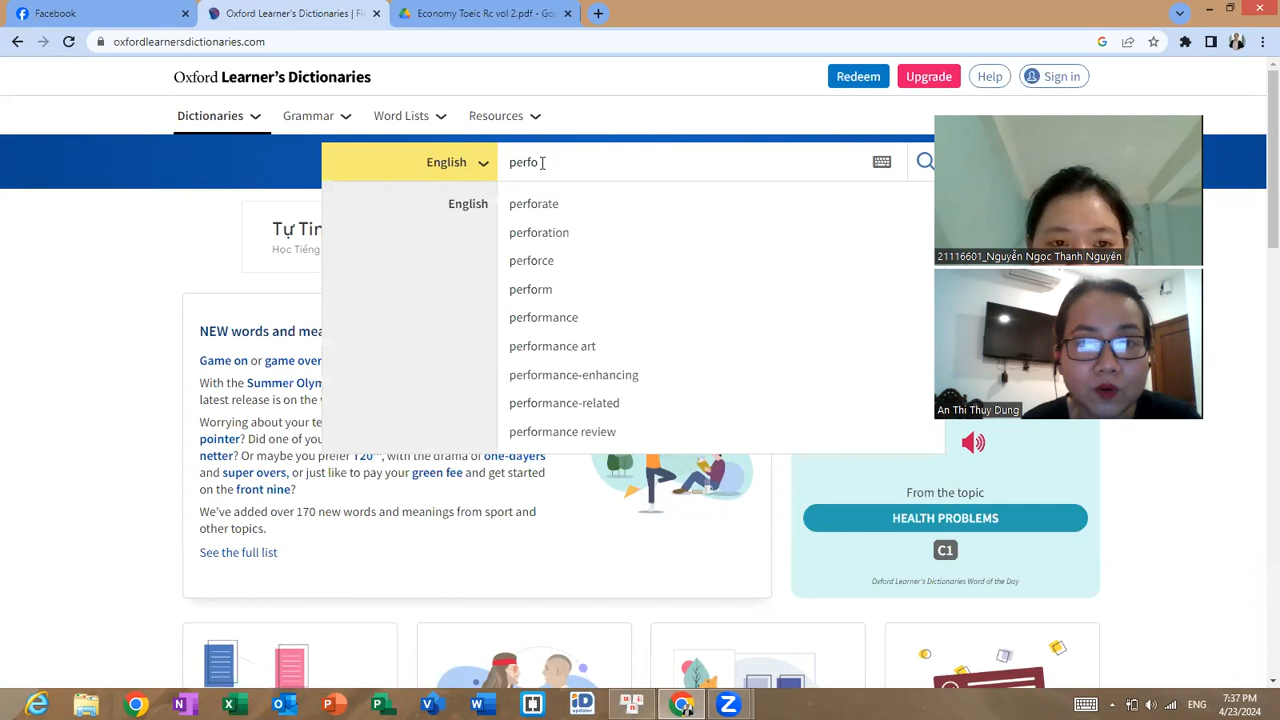 Facebook
Oxford Learner's Dictionaries | Fi
Economy Toeic Rc vol 2.pdf - Go
oxfordlearnersdictionaries.com
Oxford Learner's Dictionaries
Redeem
Upgrade
Help
Sign in
Dictionaries
Grammar
Word Lists
Resources
English
perfo
English
perforate
perforation
perforce
perform
performance
performance art
performance-enhancing
performance-related
performance review
21116601_Nguyễn Ngọc Thanh Nguyên
An Thi Thuy Dung
Tự Tin
Học Tiếng
NEW words and mea
Game on or game over
With the Summer Olym
latest release is on the w
Worrying about your te
pointer? Did one of you
netter? Or maybe you prefer T20™, with the drama of one-dayers
and super overs, or just like to pay your green fee and get started
on the front nine?
We've added over 170 new words and meanings from sport and
other topics.
See the full list
From the topic
HEALTH PROBLEMS
C1
Oxford Learner's Dictionaries Word of the Day
ENG
7:37 PM
4/23/2024